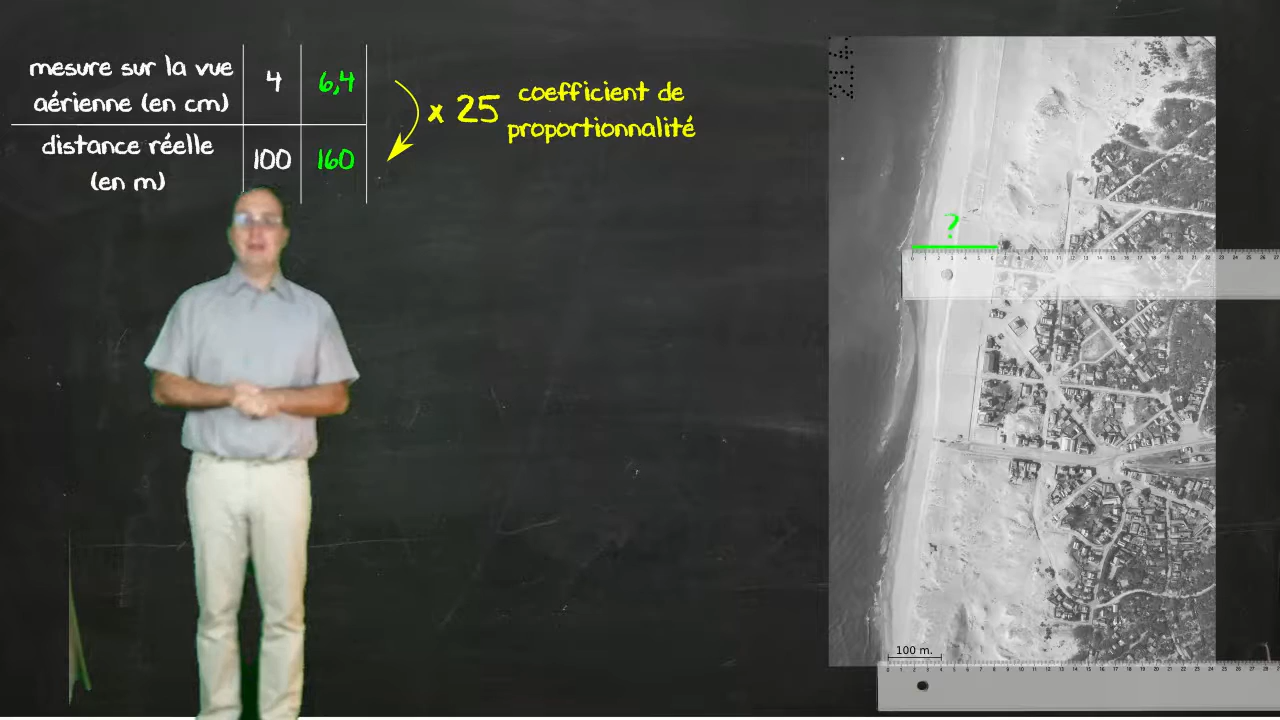 mesure sur la vue
aérienne (en cm)
4
6,4
distance réelle
(en m)
100
160
x 25
coefficient de
proportionnalité
?
100 m.